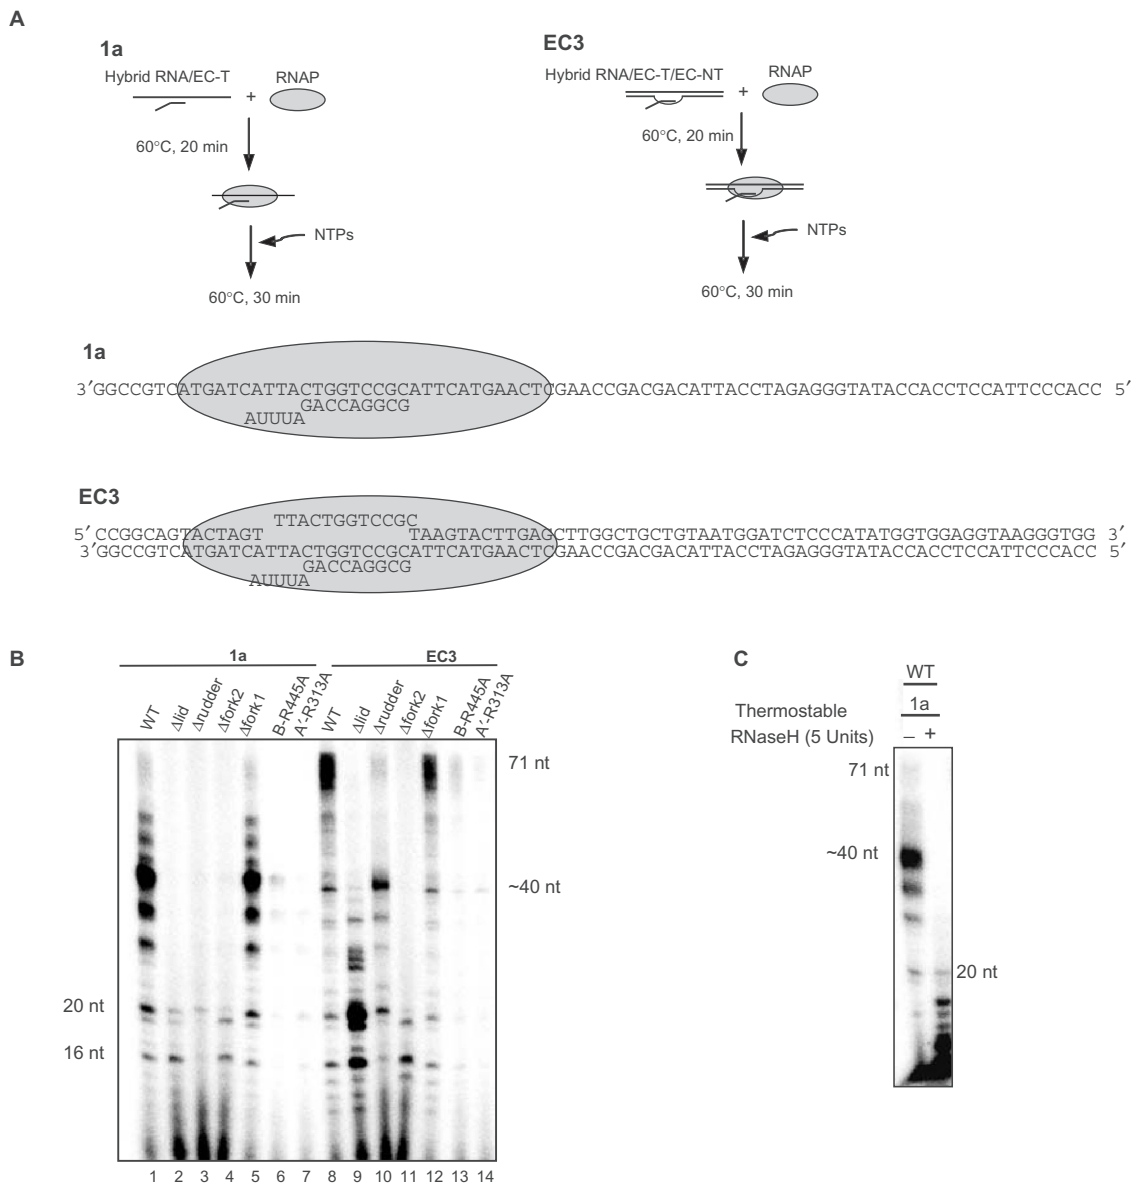 A
1a
Hybrid RNA/EC-T
RNAP
+
60°C, 20 min
NTPs
60°C, 30 min
EC3
Hybrid RNA/EC-T/EC-NT
RNAP
+
60°C, 20 min
NTPs
60°C, 30 min
1a
3′GGCCGTCATGATCATTACTGGTCCGCATTCATGAACTCGAACCGACGACATTACCTAGAGGGTATACCACCTCCATTCCCACC 5′
GACCAGGCG
AUUUA
EC3
TTACTGGTCCGC
5′CCGGCAGTACTAGT TAAGTACTTGAGCTTGGCTGCTGTAATGGATCTCCCATATGGTGGAGGTAAGGGTGG 3′
3′GGCCGTCATGATCATTACTGGTCCGCATTCATGAACTCGAACCGACGACATTACCTAGAGGGTATACCACCTCCATTCCCACC 5′
GACCAGGCG
AUUUA
B
1a EC3
WT Δlid Δrudder Δfork2 Δfork1 B-R445A A′-R313A WT Δlid Δrudder Δfork2 Δfork1 B-R445A A′-R313A
71 nt
~40 nt
20 nt
16 nt
1 2 3 4 5 6 7 8 9 10 11 12 13 14
C
WT
1a
Thermostable
RNaseH (5 Units) – +
71 nt
~40 nt
20 nt